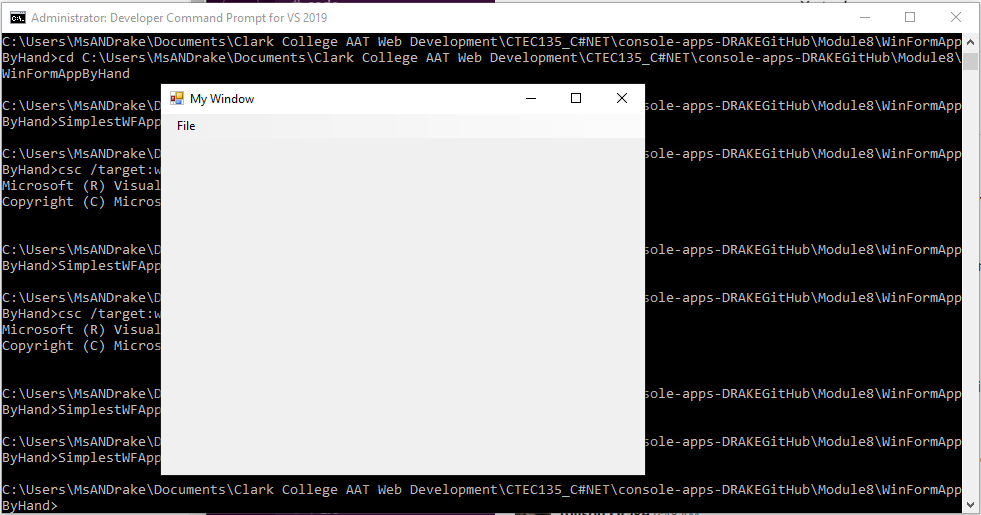 Administrator: Developer Command Prompt for VS 2019
C:\Users\MsANDrake\Documents\Clark College AAT Web Development\CTEC135_C#NET\console-apps-DRAKEGitHub\Module8\WinFormApp
ByHand>cd C:\Users\MsANDrake\Documents\Clark College AAT Web Development\CTEC135_C#NET\console-apps-DRAKEGitHub\Module8\
WinFormAppByHand
My Window
File
C:\Users\MsANDrake\D sole-apps-DRAKEGitHub\Module8\WinFormApp
ByHand>SimplestWFApp
C:\Users\MsANDrake\D sole-apps-DRAKEGitHub\Module8\WinFormApp
ByHand>csc /target:w
Microsoft (R) Visual
Copyright (C) Micros
C:\Users\MsANDrake\D sole-apps-DRAKEGitHub\Module8\WinFormApp
ByHand>SimplestWFApp
C:\Users\MsANDrake\D sole-apps-DRAKEGitHub\Module8\WinFormApp
ByHand>csc /target:w
Microsoft (R) Visual
Copyright (C) Micros
C:\Users\MsANDrake\D sole-apps-DRAKEGitHub\Module8\WinFormApp
ByHand>SimplestWFApp
C:\Users\MsANDrake\D sole-apps-DRAKEGitHub\Module8\WinFormApp
ByHand>SimplestWFApp
C:\Users\MsANDrake\Documents\Clark College AAT Web Development\CTEC135_C#NET\console-apps-DRAKEGitHub\Module8\WinFormApp
ByHand>